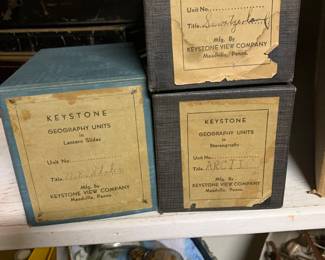 Unit No.
Title
Mfg. By
KEYSTONE VIEW COMPANY
Meadville, Penna.
KEYSTONE
GEOGRAPHY UNITS
in
Lantern Slides
Unit No.
Title
Mfg. By
KEYSTONE VIEW COMPANY
Meadville, Penna.
KEYSTONE
GEOGRAPHY UNITS
in
Stereographs
Unit No.
Title
Mfg. By
KEYSTONE VIEW COMPANY
Meadville, Penna.